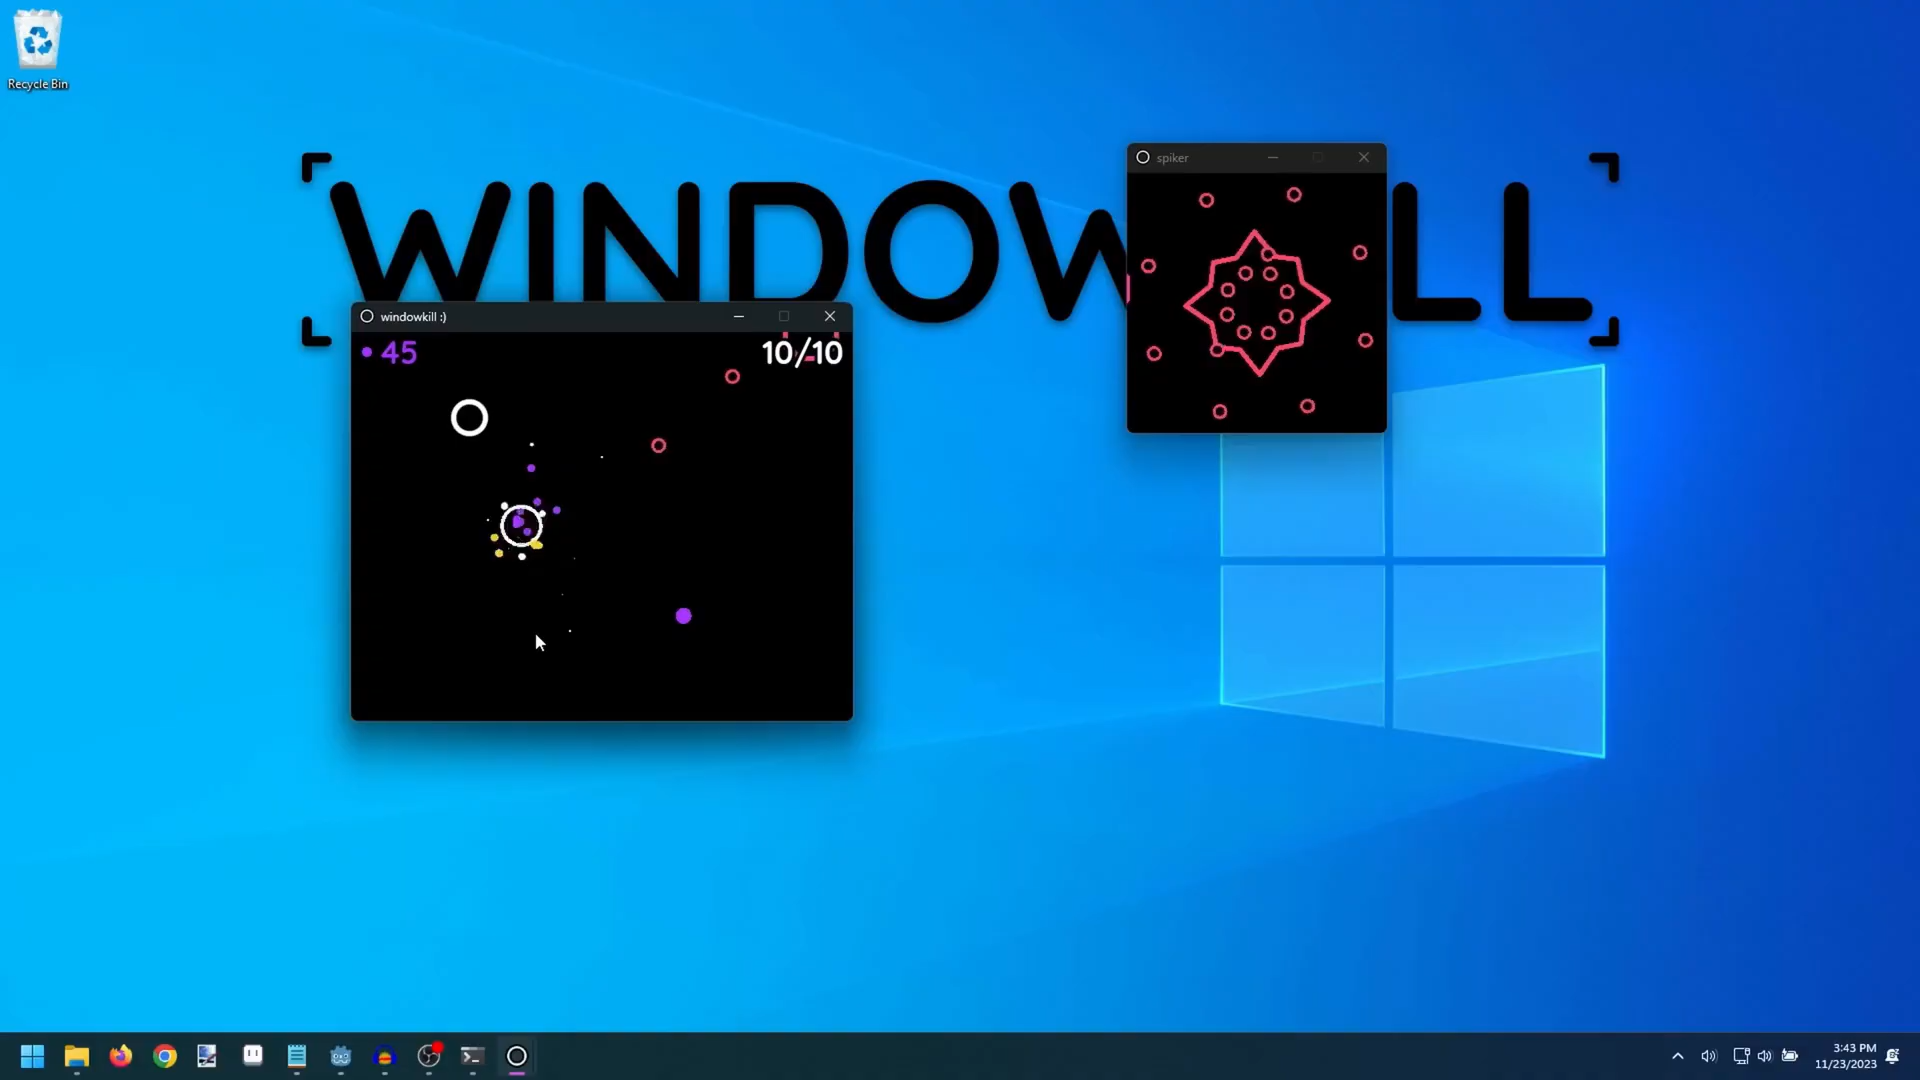 Recycle Bin
WINDOW LL
spiker
windowkill :)
45
10/10
3:43 PM
11/23/2023